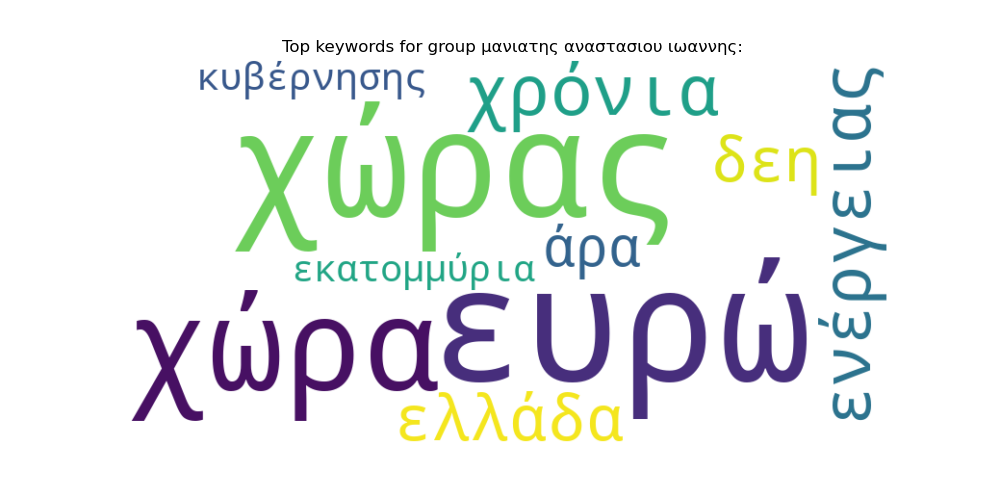 Top keywords for group μανιατης αναστασιου ιωαννης:
κυβέρνησης
χρόνια
χώρας
δεη
ενέργειας
άρα
εκατομμύρια
χώρα
ευρώ
ελλάδα